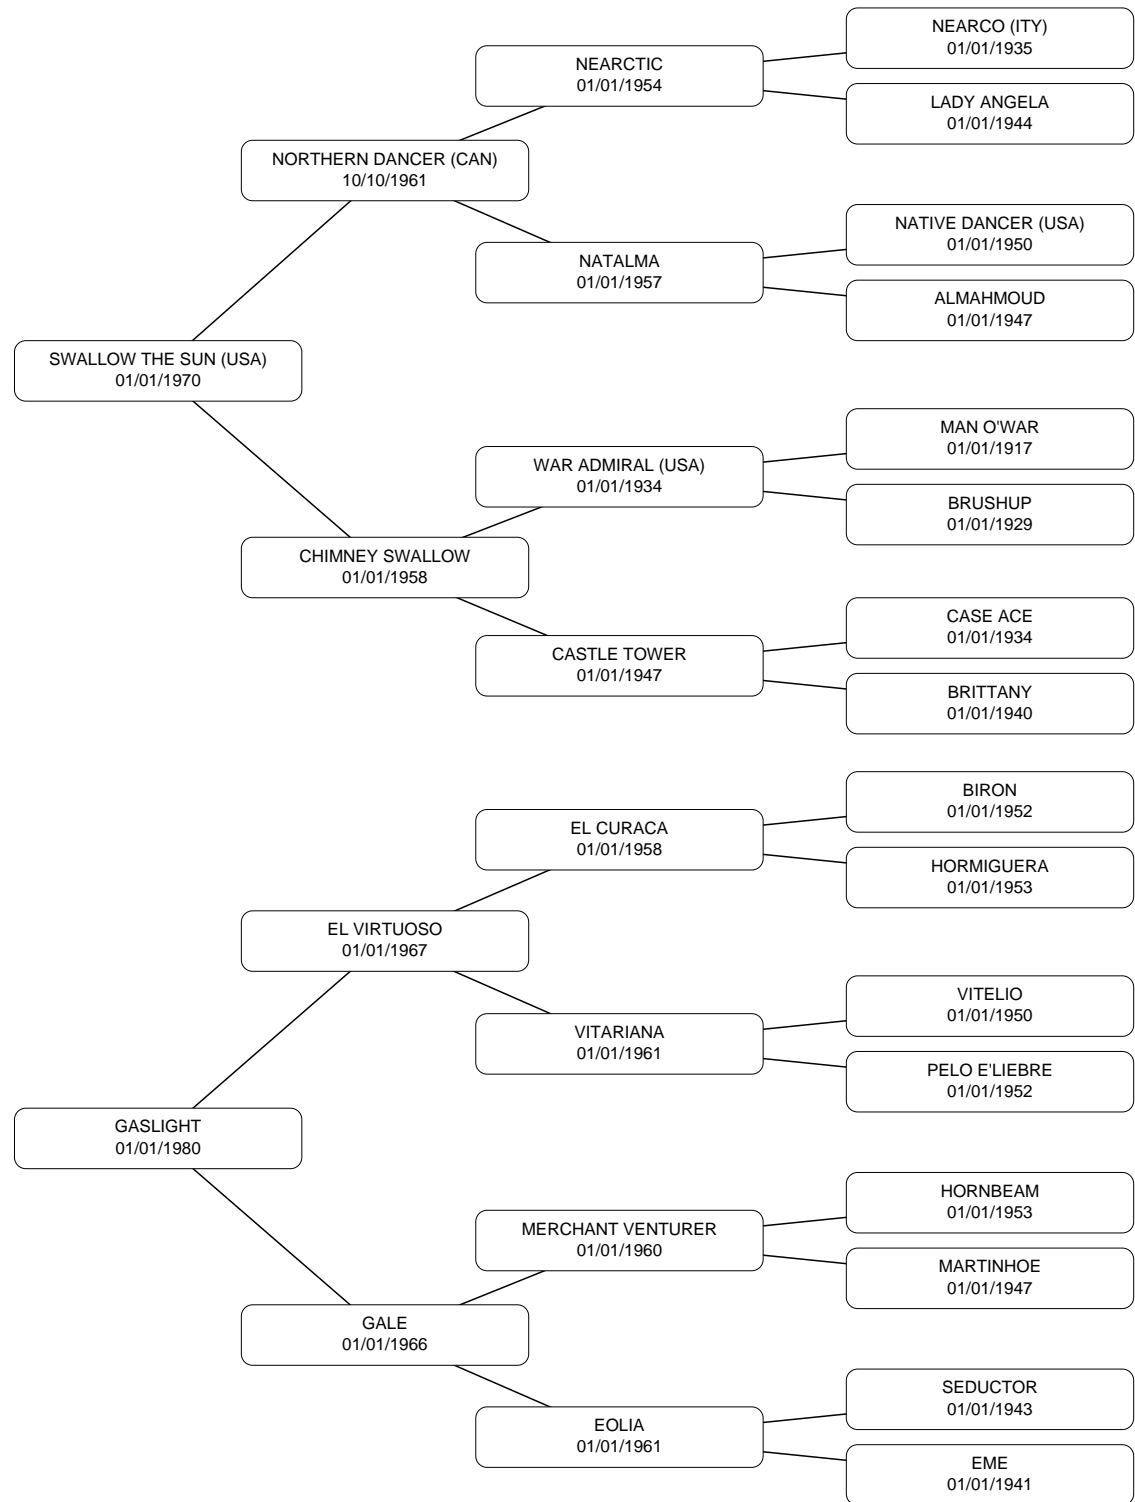 NEARCO (ITY)
01/01/1935
NEARCTIC
01/01/1954
LADY ANGELA
01/01/1944
NORTHERN DANCER (CAN)
10/10/1961
NATIVE DANCER (USA)
01/01/1950
NATALMA
01/01/1957
ALMAHMOUD
01/01/1947
SWALLOW THE SUN (USA)
01/01/1970
MAN O'WAR
01/01/1917
WAR ADMIRAL (USA)
01/01/1934
BRUSHUP
01/01/1929
CHIMNEY SWALLOW
01/01/1958
CASE ACE
01/01/1934
CASTLE TOWER
01/01/1947
BRITTANY
01/01/1940
BIRON
01/01/1952
EL CURACA
01/01/1958
HORMIGUERA
01/01/1953
EL VIRTUOSO
01/01/1967
VITELIO
01/01/1950
VITARIANA
01/01/1961
PELO E'LIEBRE
01/01/1952
GASLIGHT
01/01/1980
HORNBEAM
01/01/1953
MERCHANT VENTURER
01/01/1960
MARTINHOE
01/01/1947
GALE
01/01/1966
SEDUCTOR
01/01/1943
EOLIA
01/01/1961
EME
01/01/1941